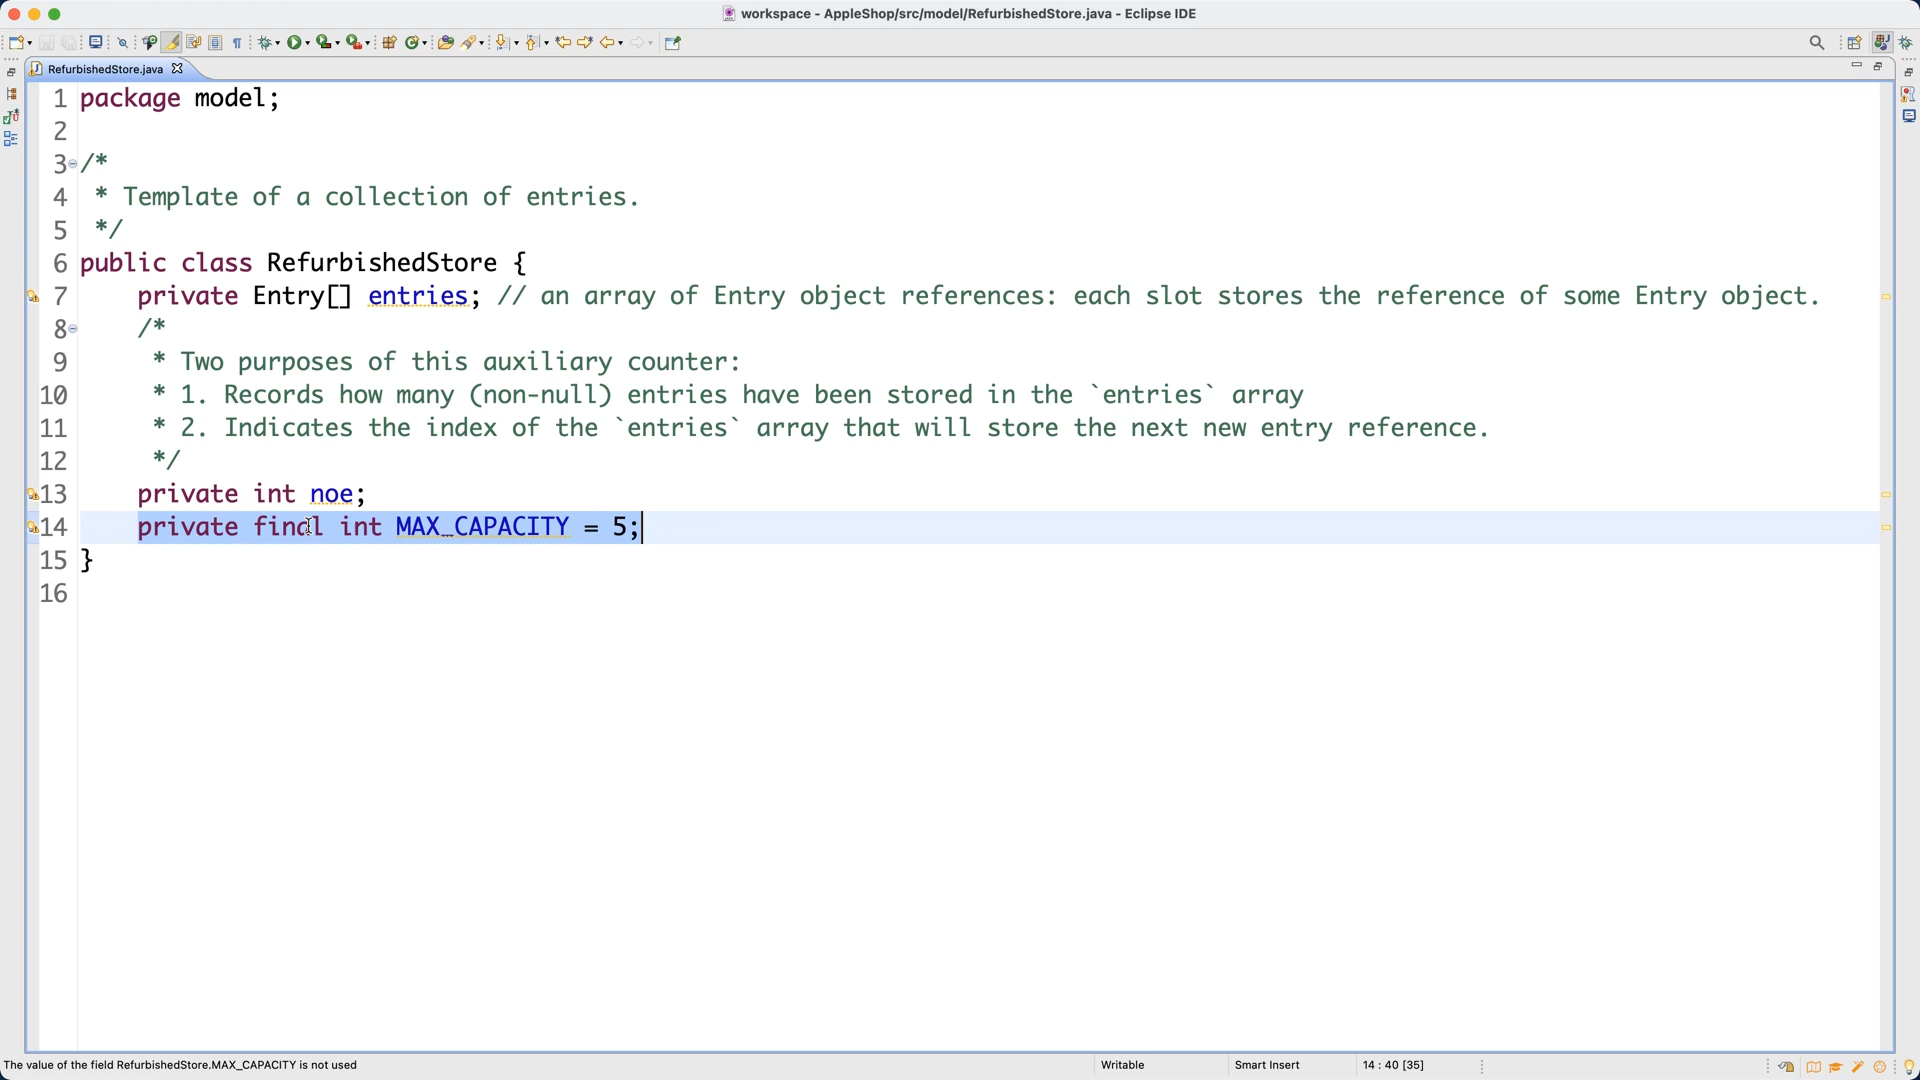 workspace - AppleShop/src/model/RefurbishedStore.java - Eclipse IDE
RefurbishedStore.java
1 package model;
2
3 /*
4  * Template of a collection of entries.
5  */
6 public class RefurbishedStore {
7     private Entry[] entries; // an array of Entry object references: each slot stores the reference of some Entry object.
8     /*
9      * Two purposes of this auxiliary counter:
10      * 1. Records how many (non-null) entries have been stored in the `entries` array
11      * 2. Indicates the index of the `entries` array that will store the next new entry reference.
12      */
13     private int noe;
14     private final int MAX_CAPACITY = 5;
15 }
16
The value of the field RefurbishedStore.MAX_CAPACITY is not used
Writable
Smart Insert
14 : 40 [35]